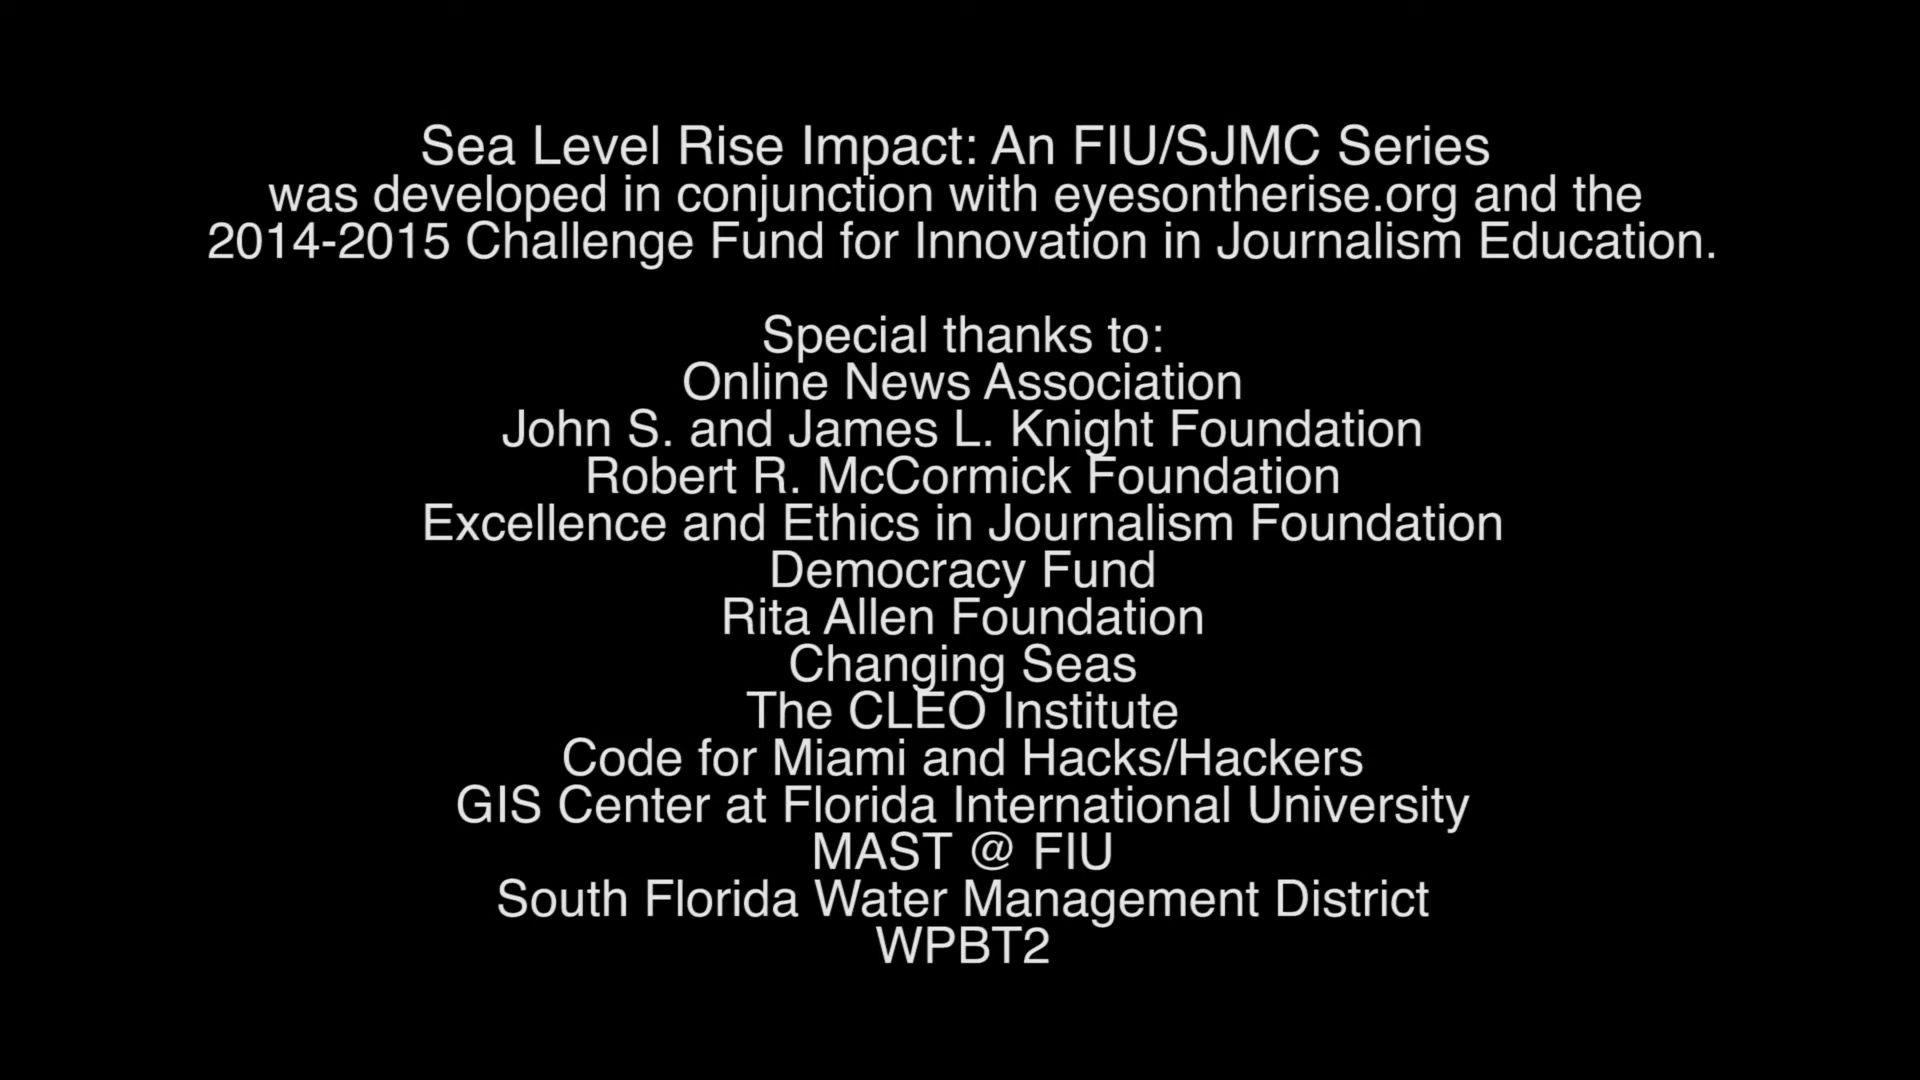 Sea Level Rise Impact: An FIU/SJMC Series
was developed in conjunction with eyesontherise.org and the
2014-2015 Challenge Fund for Innovation in Journalism Education.
Special thanks to:
Online News Association
John S. and James L. Knight Foundation
Robert R. McCormick Foundation
Excellence and Ethics in Journalism Foundation
Democracy Fund
Rita Allen Foundation
Changing Seas
The CLEO Institute
Code for Miami and Hacks/Hackers
GIS Center at Florida International University
MAST @ FIU
South Florida Water Management District
WPBT2